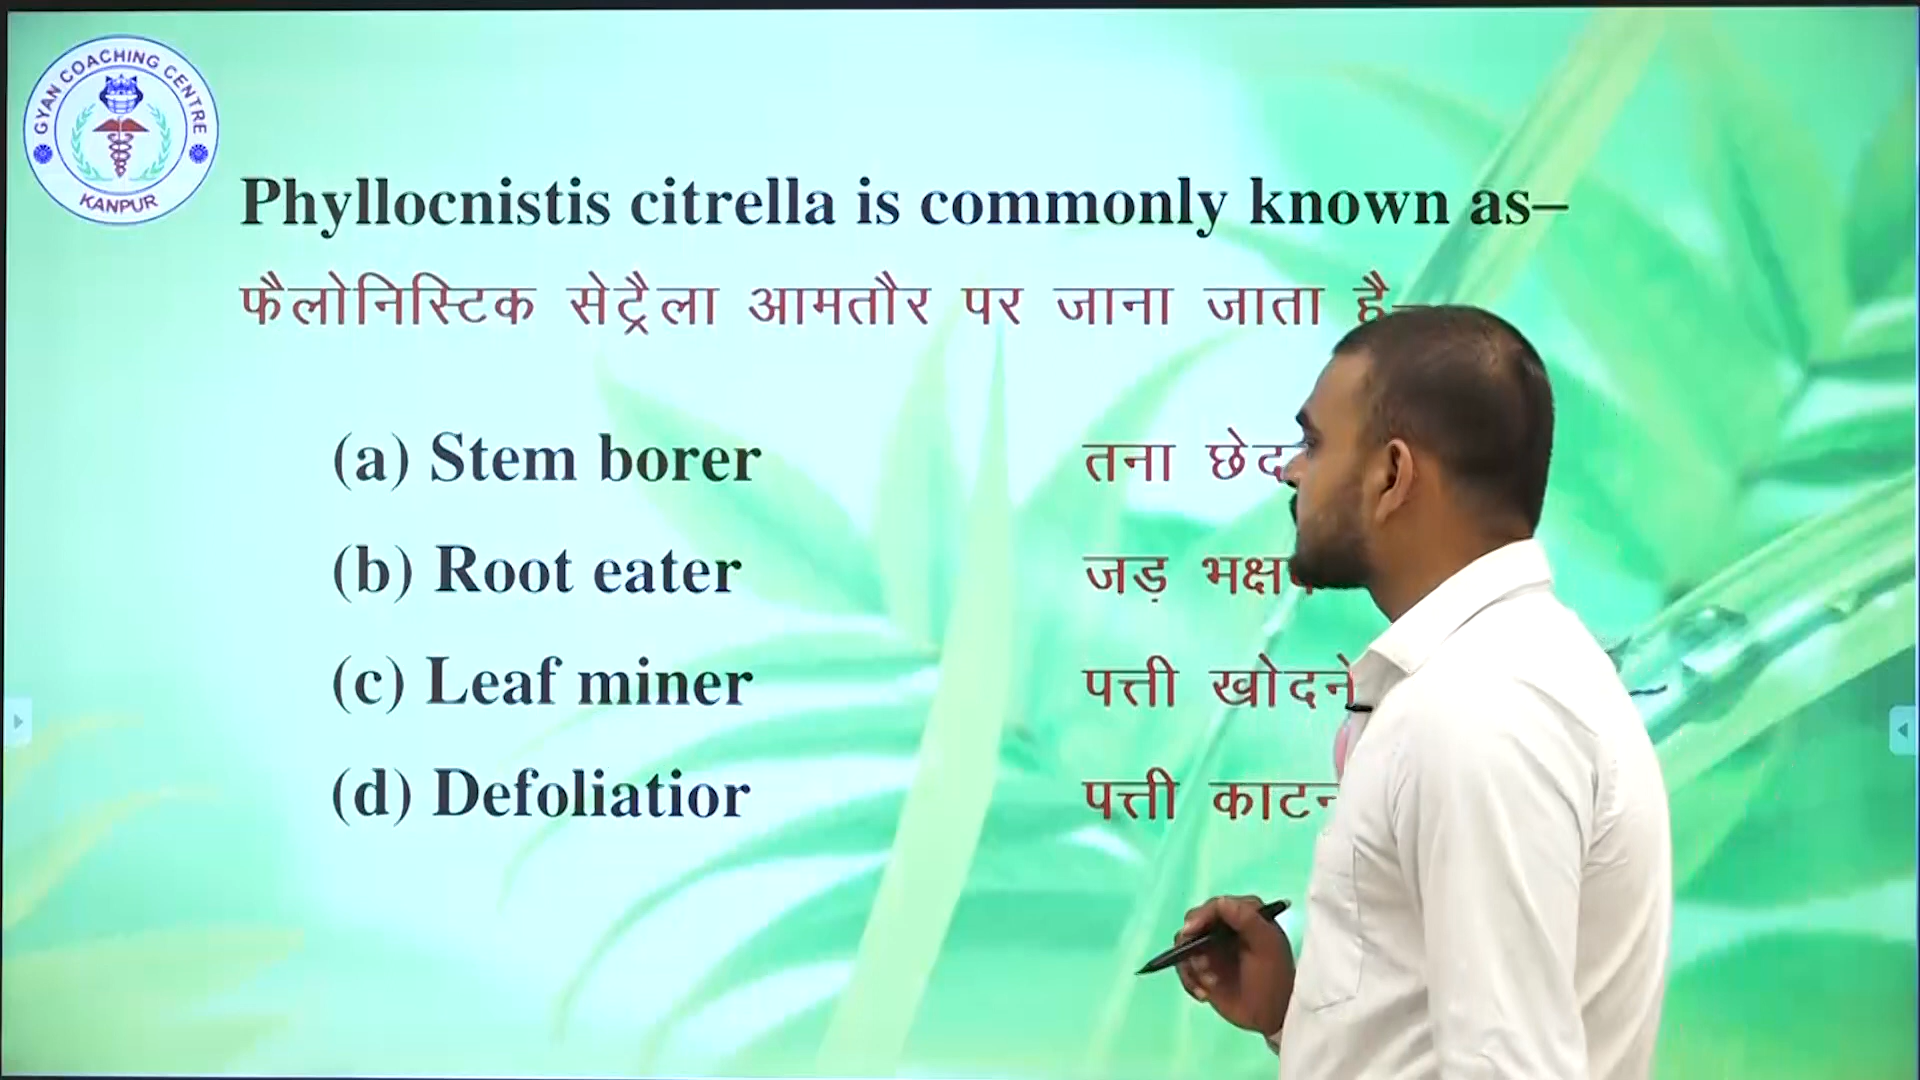 GYAN COACHING CENTRE
KANPUR
Phyllocnistis citrella is commonly known as–
फैलोनिस्टिक सेट्रैला आमतौर पर जाना जाता है–
(a) Stem borer तना
(b) Root eater जड़
(c) Leaf miner पत्ती खोदने
(d) Defoliatior पत्ती